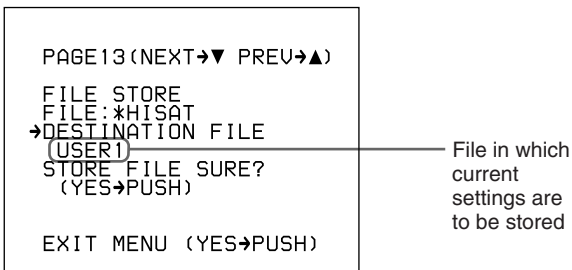 PAGE13(NEXT→▼ PREV→▲)
FILE STORE
FILE:*HISAT
→DESTINATION FILE
USER1
STORE FILE SURE?
(YES→PUSH)
EXIT MENU (YES→PUSH)
File in which
current
settings are
to be stored